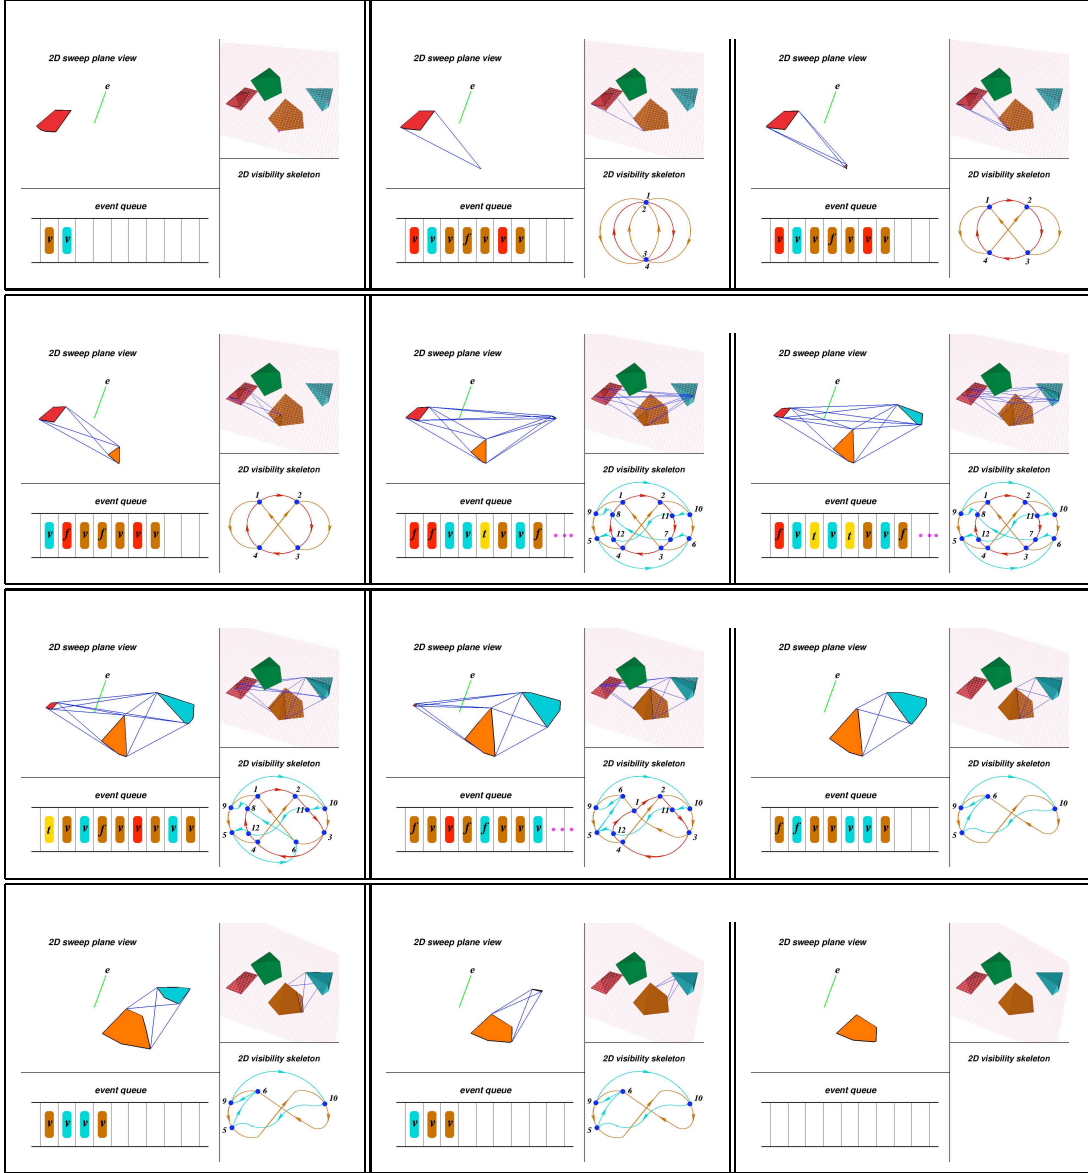 2D sweep plane view
e
2D visibility skeleton
event queue
v v
2D sweep plane view
e
2D visibility skeleton
event queue
v v v f v v v
1
2
3
4
2D sweep plane view
e
2D visibility skeleton
event queue
v v v f v v v
1 2
4 3
2D sweep plane view
e
2D visibility skeleton
event queue
v f v f v v v
1 2
4 3
2D sweep plane view
e
2D visibility skeleton
event queue
f f v v t v v f
1 2
9 8 11 10
5 12 7 6
4 3
2D sweep plane view
e
2D visibility skeleton
event queue
f v t v t v v f
1 2
9 8 11 10
5 12 7 6
4 3
2D sweep plane view
e
2D visibility skeleton
event queue
t v v f v v v v v
1 2
9 8 11 10
5 12 3
4 6
2D sweep plane view
e
2D visibility skeleton
event queue
f v v f f v v v
6 2
9 1 11 10
5 12 3
4
2D sweep plane view
e
2D visibility skeleton
event queue
f f v v v v v
6
9 10
5
2D sweep plane view
e
2D visibility skeleton
event queue
v v v v
6
9 10
5
2D sweep plane view
e
2D visibility skeleton
event queue
v v v
6
9 10
5
2D sweep plane view
e
2D visibility skeleton
event queue